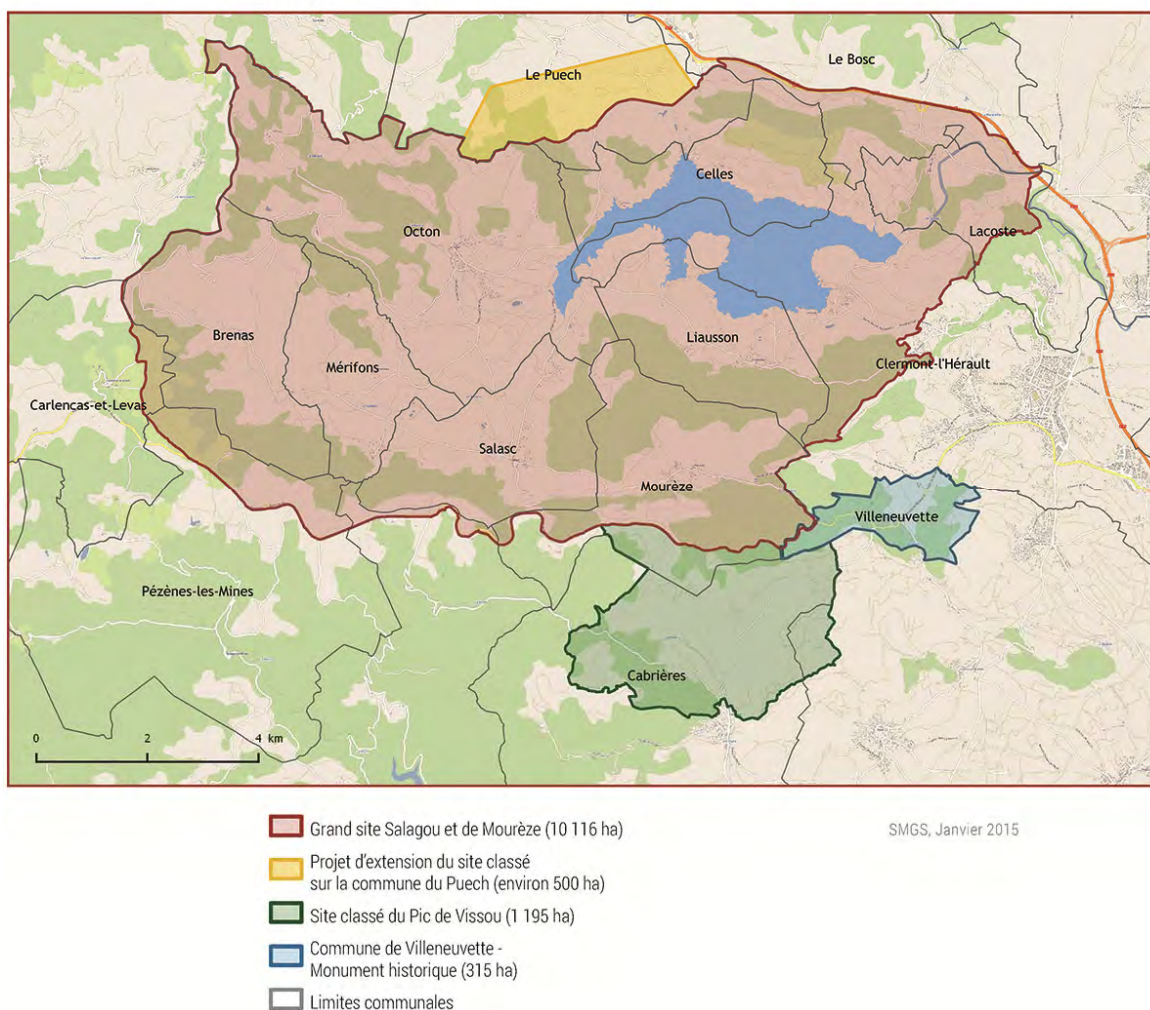 Le Puech
Le Bosc
Celles
Octon
Lacoste
Brenas
Liausson
Mérifons
Clermont-l'Hérault
Carlencas-et-Levas
Salasc
Mourèze
Villeneuvette
Pézènes-les-Mines
Cabrières
0 2 4 km
Grand site Salagou et de Mourèze (10 116 ha)
SMGS, Janvier 2015
Projet d'extension du site classé
sur la commune du Puech (environ 500 ha)
Site classé du Pic de Vissou (1 195 ha)
Commune de Villeneuvette -
Monument historique (315 ha)
Limites communales